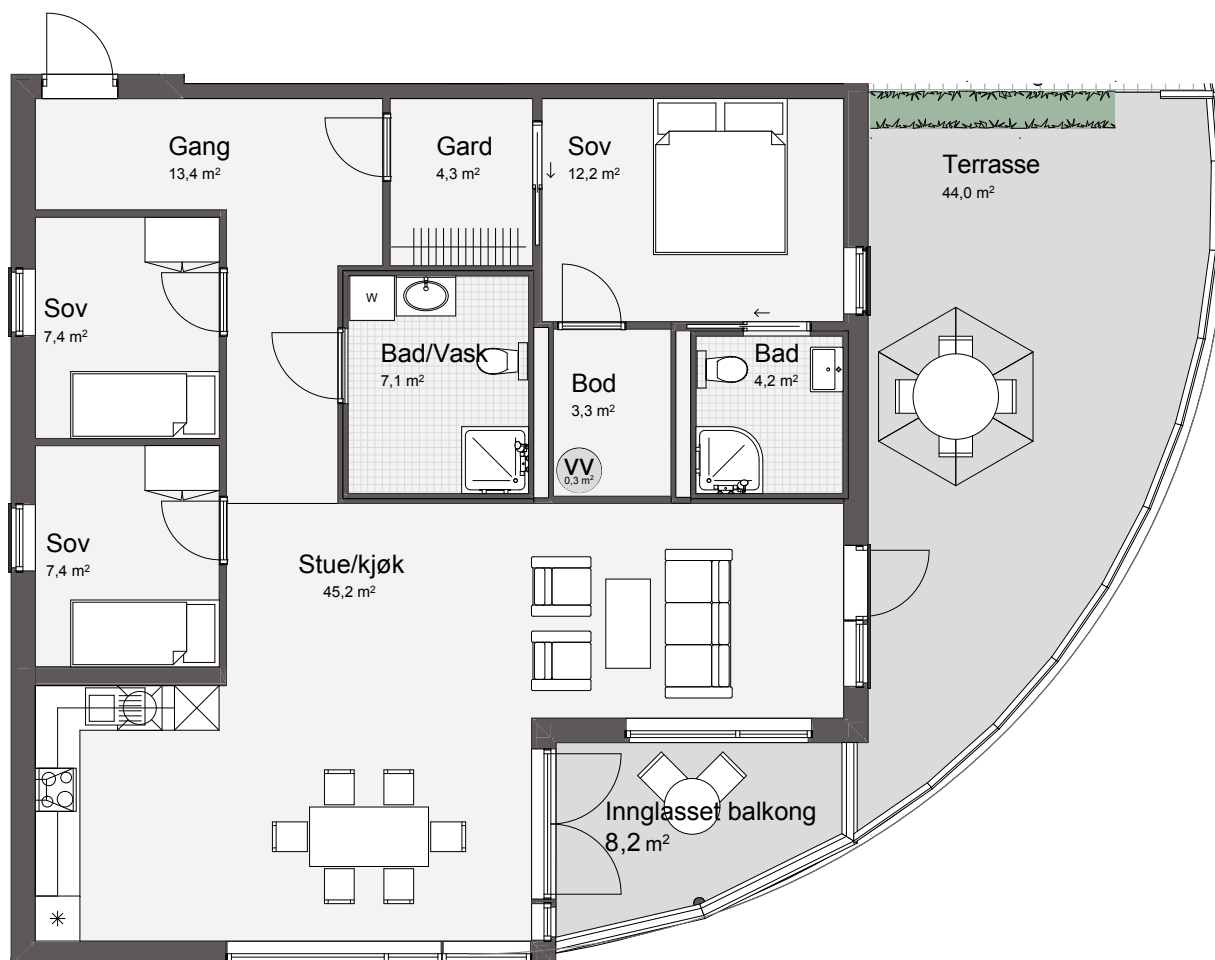 Gang
13,4 m²
Gard
4,3 m²
Sov
12,2 m²
Terrasse
44,0 m²
Sov
7,4 m²
W
Bad/Vask
7,1 m²
Bod
3,3 m²
Bad
4,2 m²
VV
0,3 m²
Sov
7,4 m²
Stue/kjøk
45,2 m²
Innglasset balkong
8,2 m²